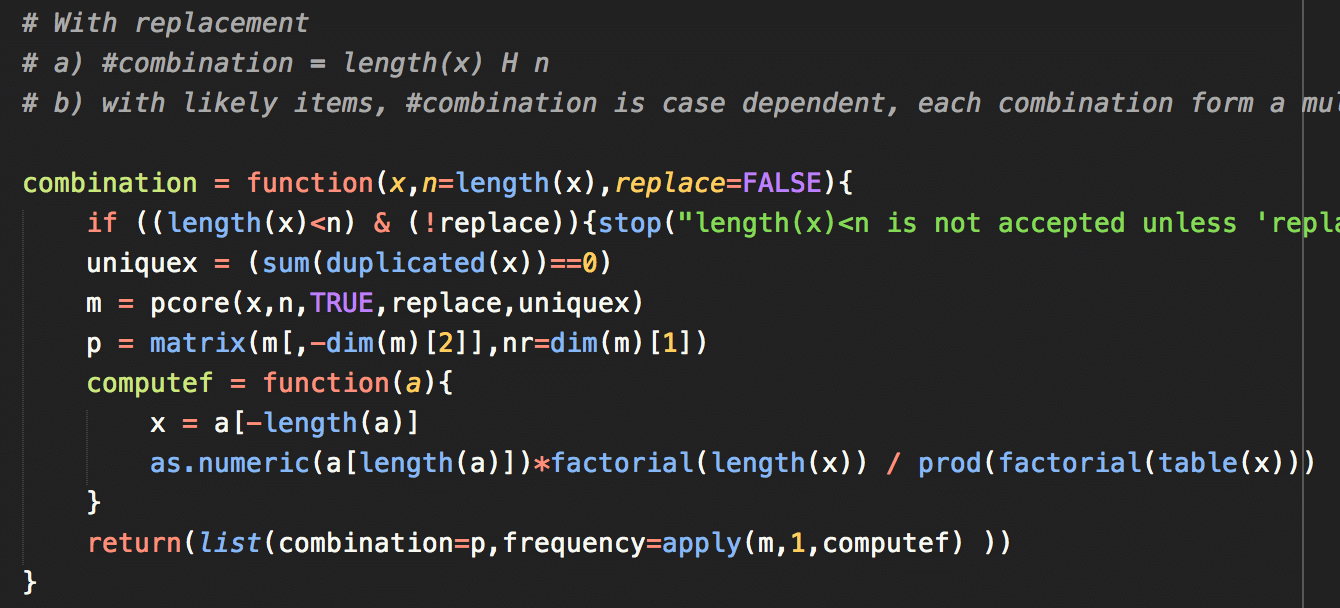 # With replacement
# a) #combination = length(x) H n
# b) with likely items, #combination is case dependent, each combination form a
combination = function(x,n=length(x),replace=FALSE){
if ((length(x)<n) & (!replace)){stop("length(x)<n is not accepted unless
uniquex = (sum(duplicated(x))==0)
m = pcore(x,n,TRUE,replace,uniquex)
p = matrix(m[,-dim(m)[2]],nr=dim(m)[1])
computef = function(a){
x = a[-length(a)]
as.numeric(a[length(a)])*factorial(length(x)) / prod(factorial(table(x)))
}
return(list(combination=p,frequency=apply(m,1,computef) ))
}